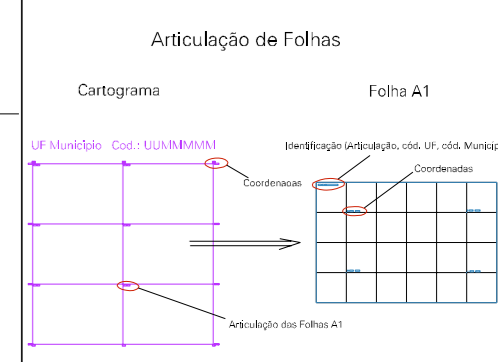 Articulação de Folhas
Cartograma
Folha A1
UF Município Cod.: UUMMMMM
Identificação (Articulação, cód. UF, cód. Municíp
Coordenadas
Coordenadas
Articulação das Folhas A1